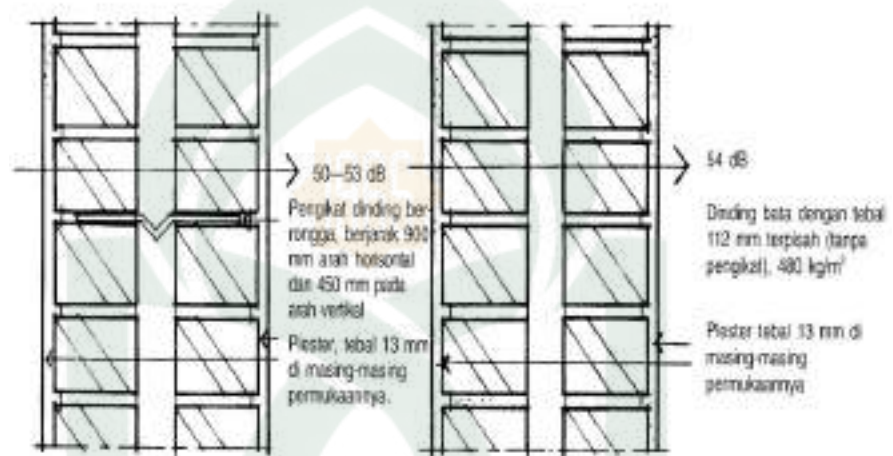 50–53 dB
Pengikat dinding ber-
rongga, berjarak 900
mm arah horisontal
dan 450 mm pada
arah vertikal
Plester, tebal 13 mm
di masing-masing
permukaannya.
54 dB
Dinding bata dengan tebal
112 mm terpisah (tanpa
pengikat), 480 kg/m²
Plester tebal 13 mm di
masing-masing
permukaannya